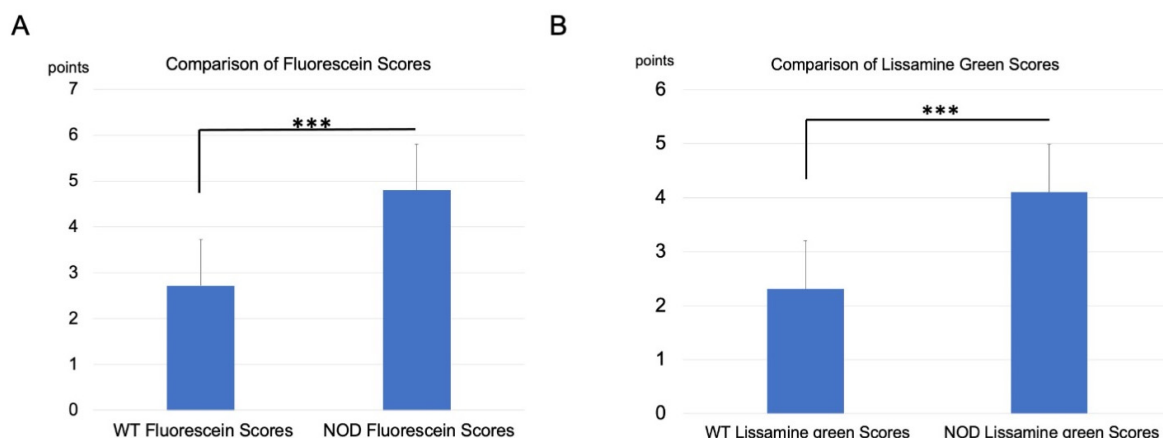 A
Comparison of Fluorescein Scores
points
7
6
5
4
3
2
1
0
***
WT Fluorescein Scores
NOD Fluorescein Scores
B
Comparison of Lissamine Green Scores
points
6
5
4
3
2
1
0
***
WT Lissamine green Scores
NOD Lissamine green Scores